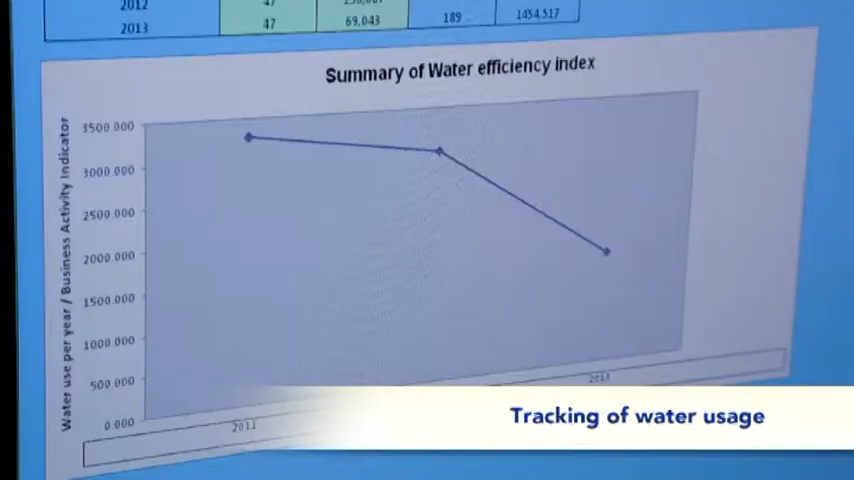 2012 47
2013 47 69,043 189 1454.517
Summary of Water efficiency index
Water use per year / Business Activity Indicator
3500.000
3000.000
2500.000
2000.000
1500.000
1000.000
500.000
0.000
2011 2013
Tracking of water usage